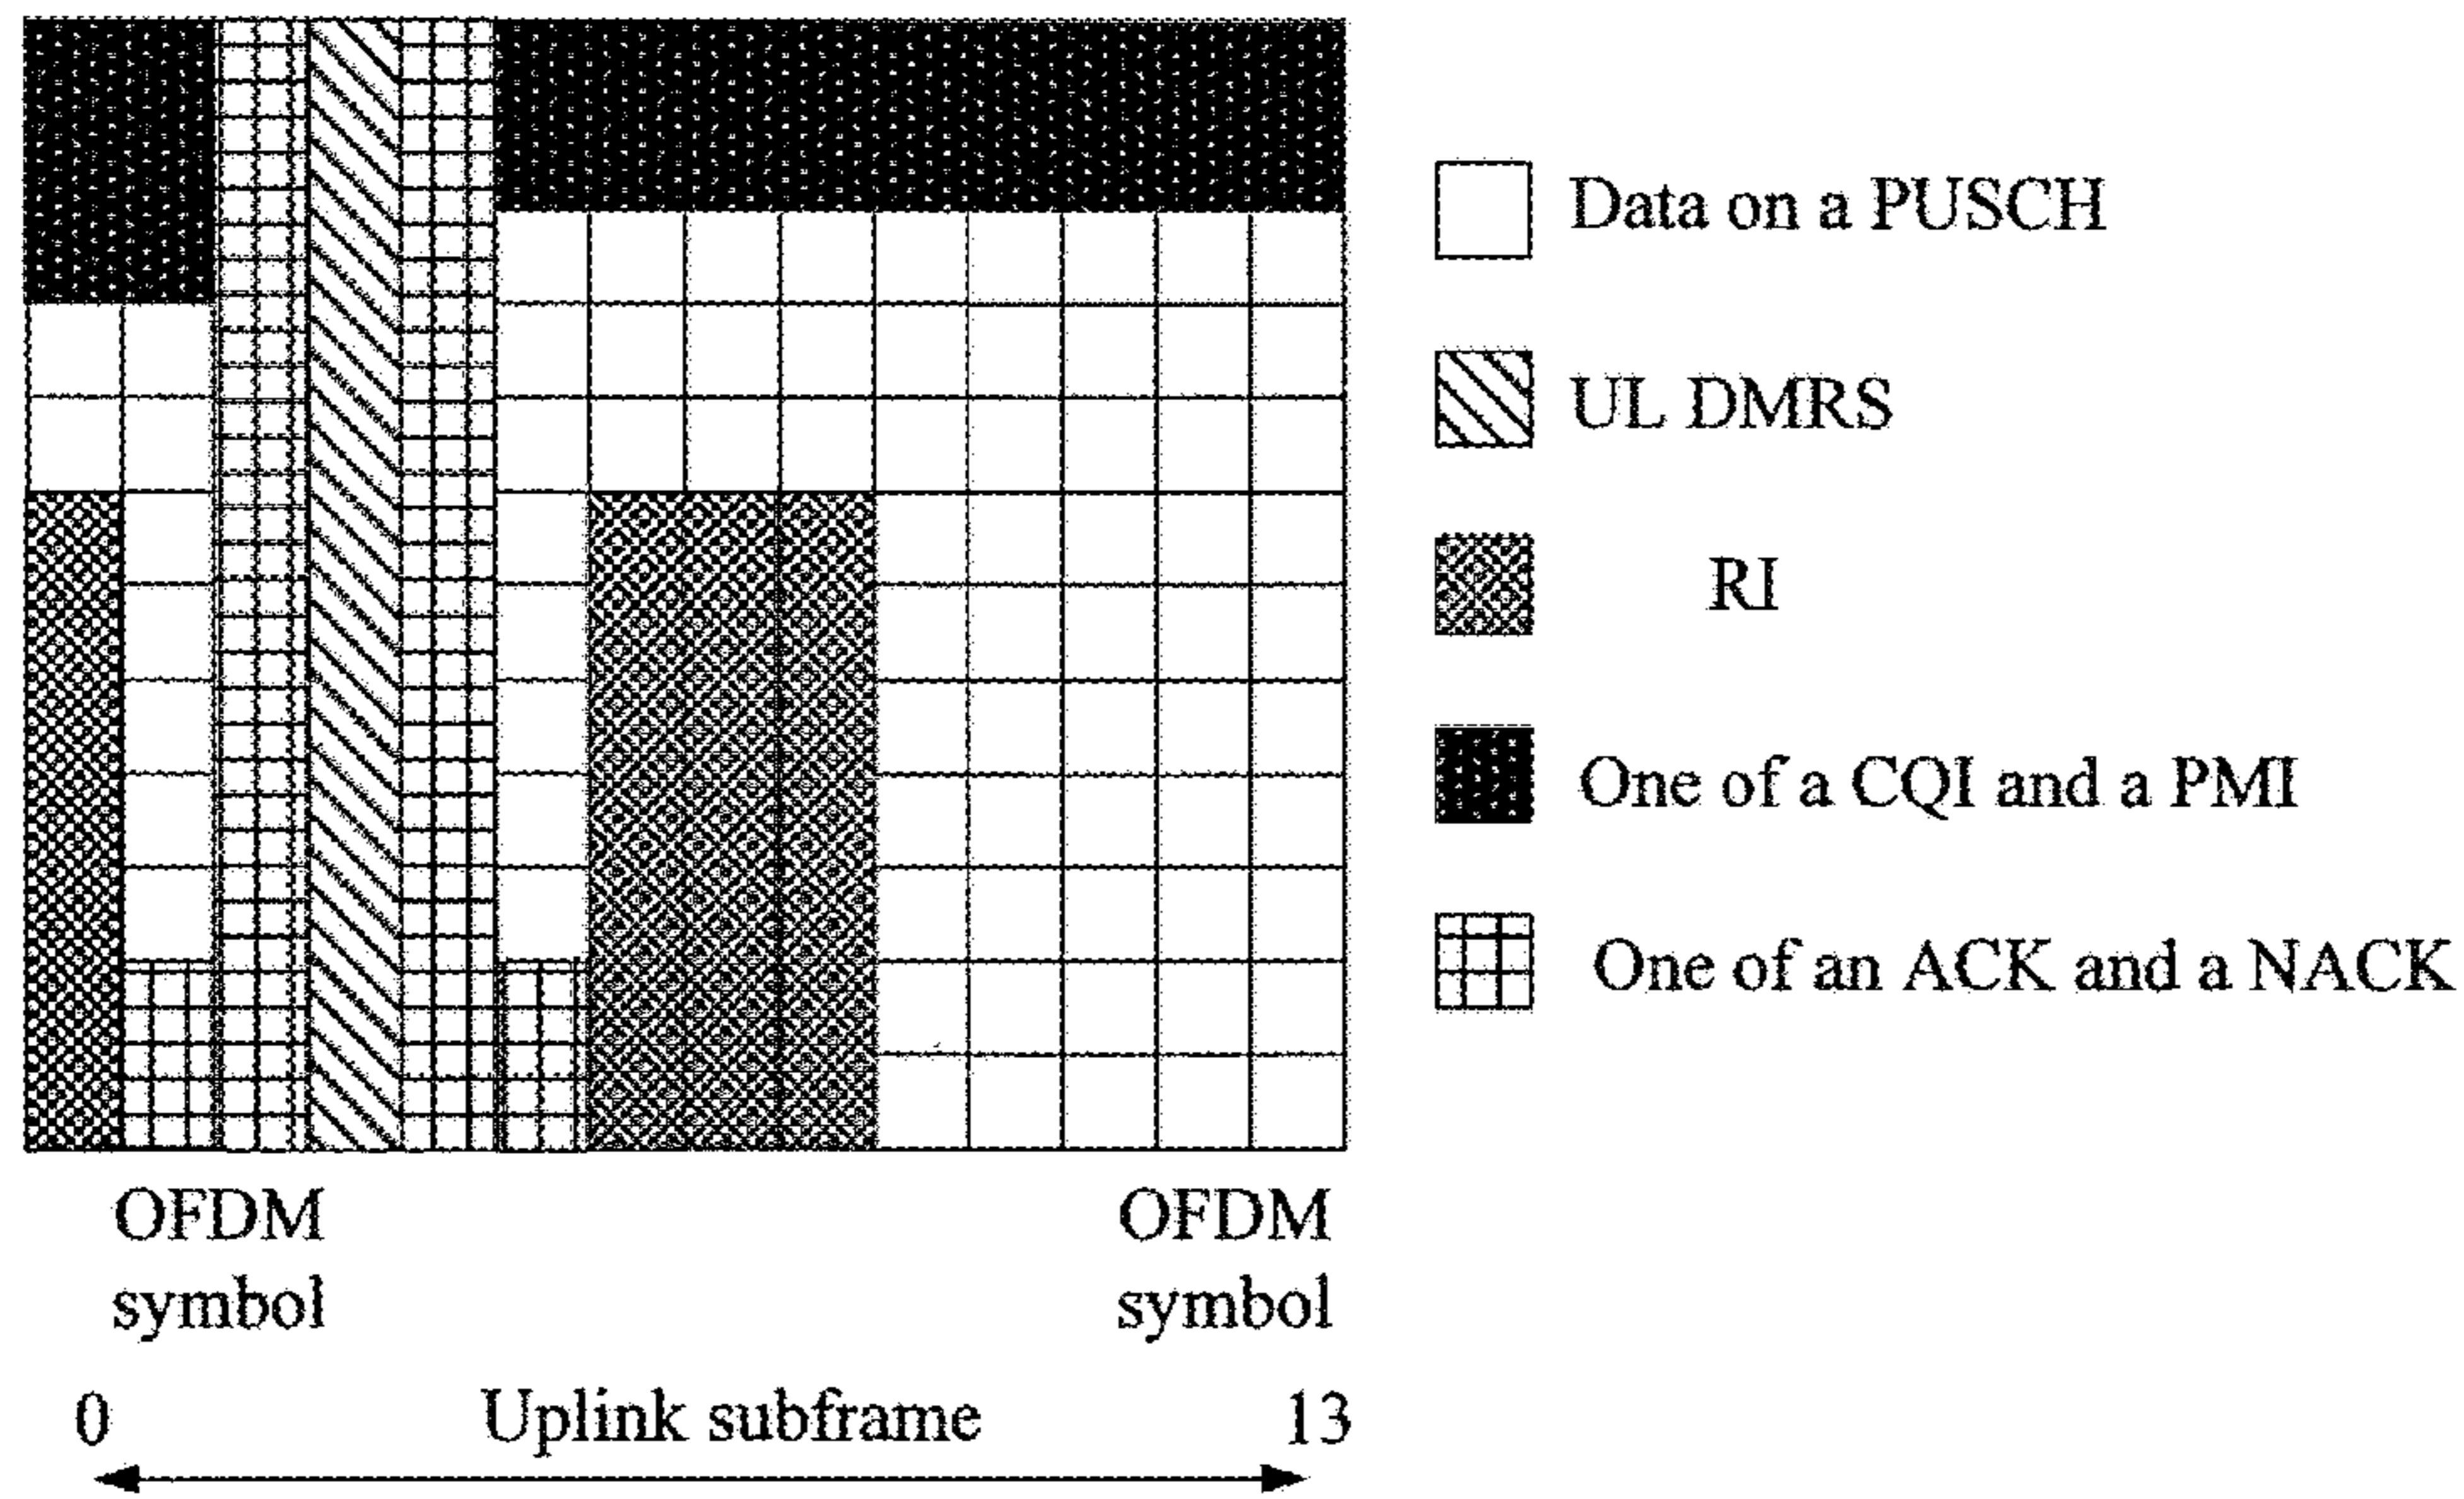 Data on a PUSCH
UL DMRS
RI
One of a CQI and a PMI
One of an ACK and a NACK
OFDM
symbol
OFDM
symbol
0
Uplink subframe
13